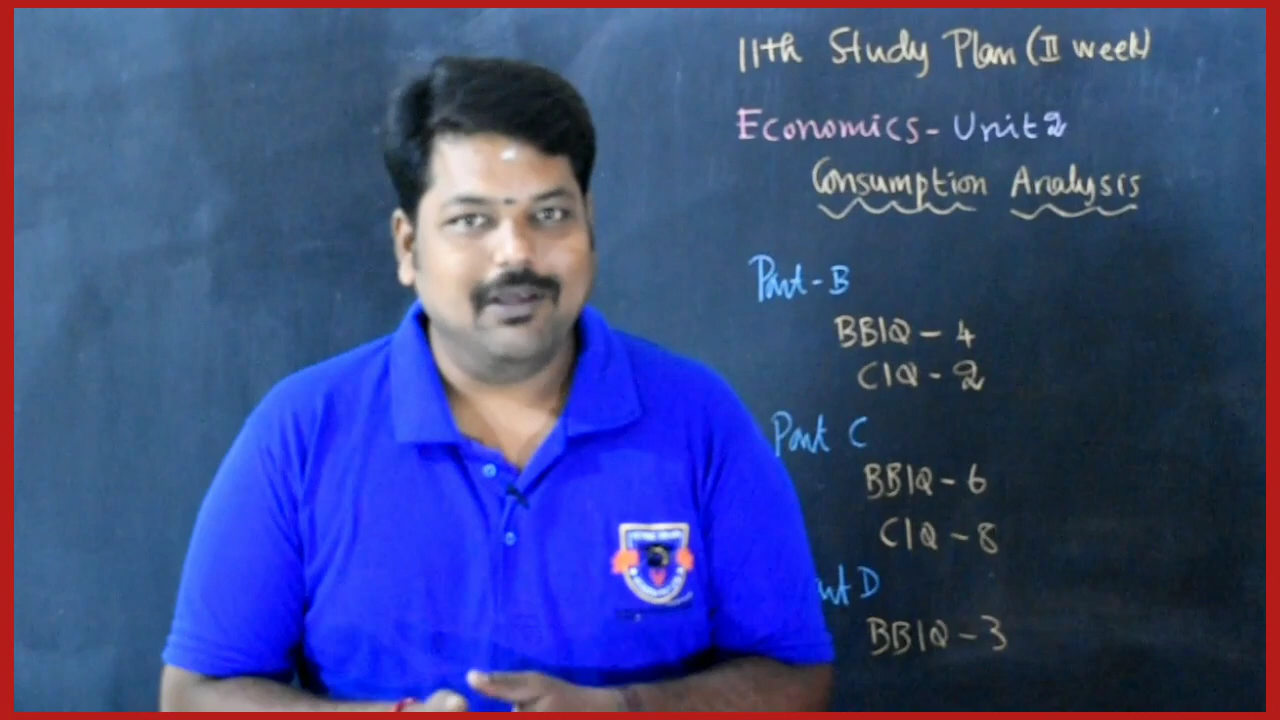 11th Study Plan (II week)
Economics - Unit 2
Consumption Analysis
Part - B
BBIQ - 4
CIQ - 2
Part C
BBIQ - 6
CIQ - 8
rt D
BBIQ - 3